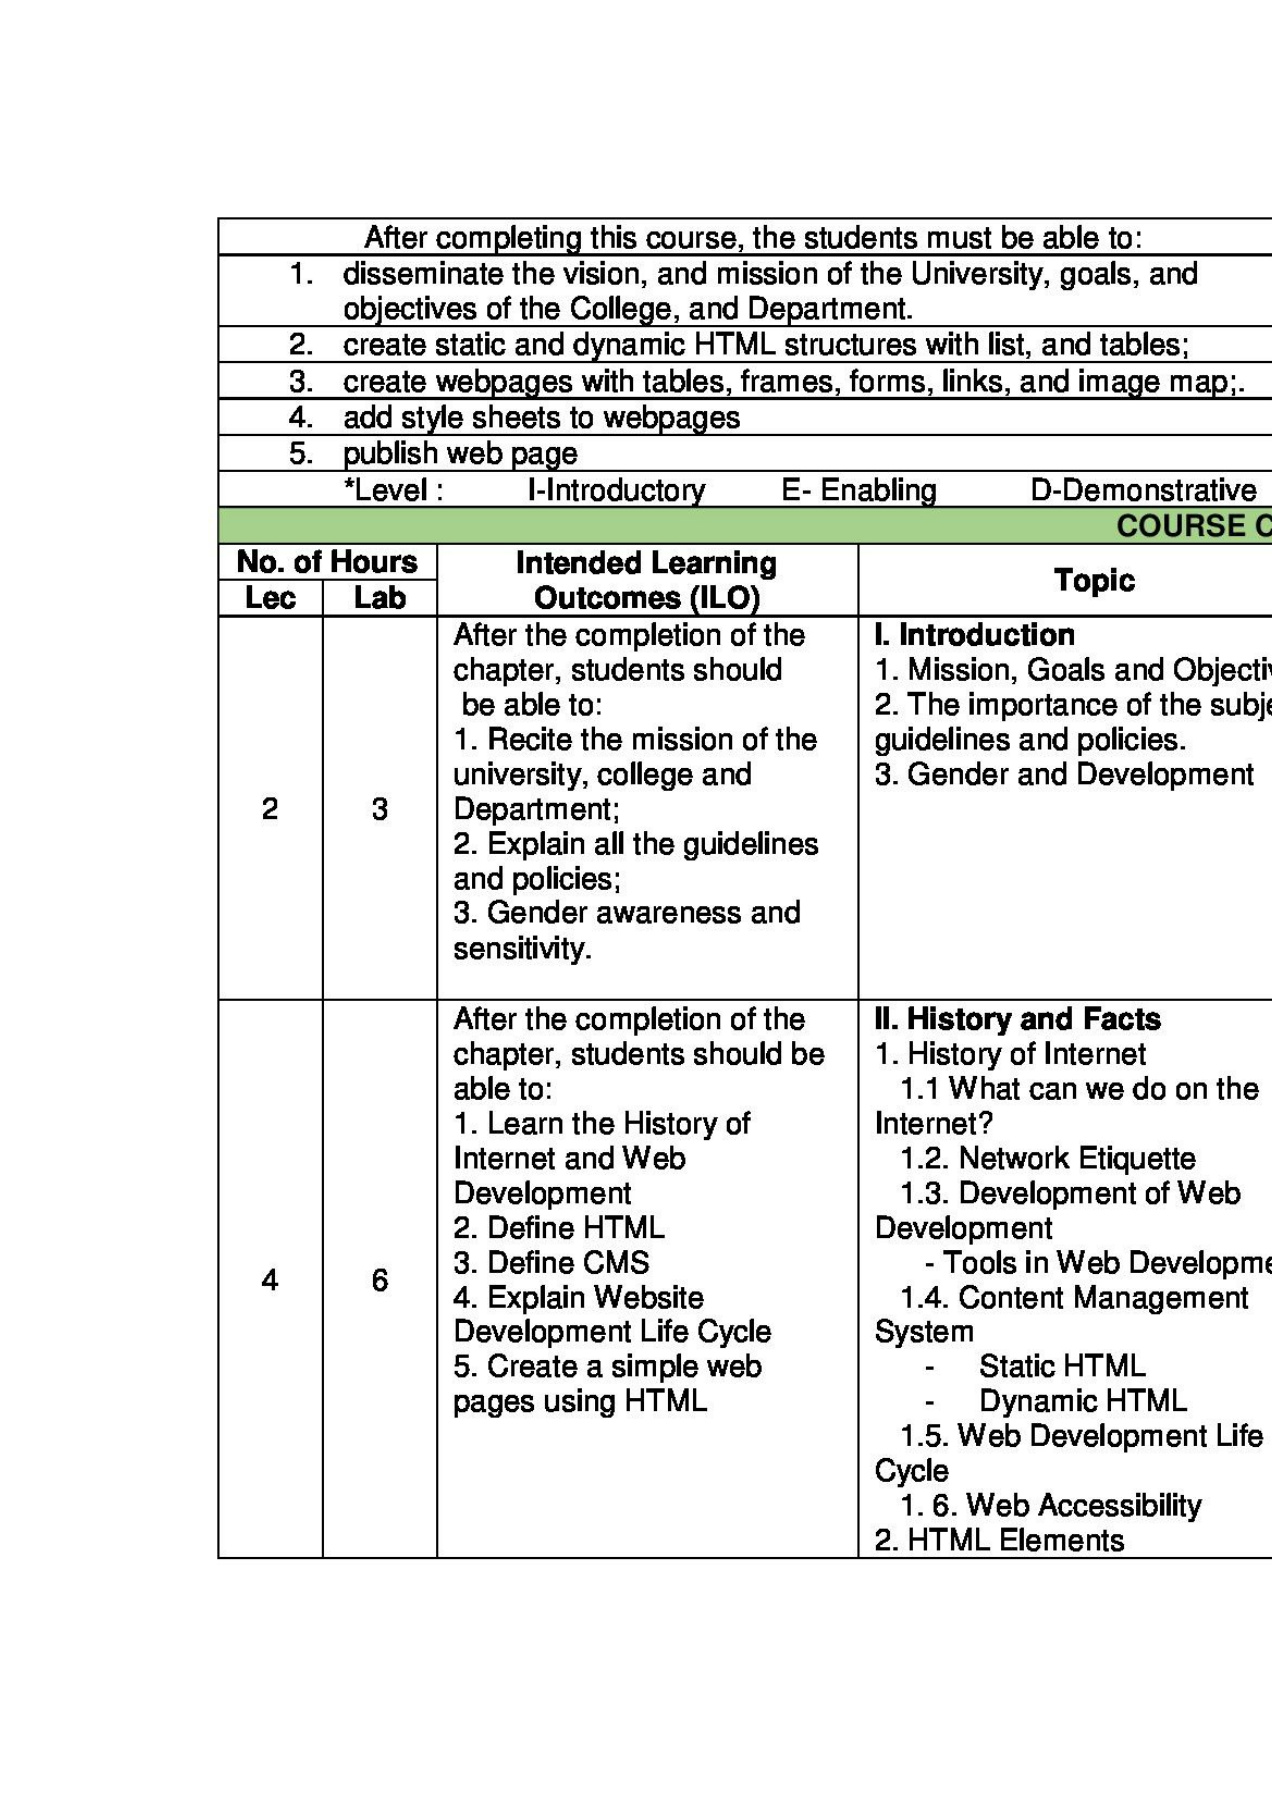 After completing this course, the students must be able to:
1. disseminate the vision, and mission of the University, goals, and
objectives of the College, and Department.
2. create static and dynamic HTML structures with list, and tables;
3. create webpages with tables, frames, forms, links, and image map;.
4. add style sheets to webpages
5. publish web page
*Level : I-Introductory E- Enabling D-Demonstrative
COURSE C
No. of Hours
Lec Lab
Intended Learning
Outcomes (ILO)
Topic
2
3
After the completion of the
chapter, students should
be able to:
1. Recite the mission of the
university, college and
Department;
2. Explain all the guidelines
and policies;
3. Gender awareness and
sensitivity.
I. Introduction
1. Mission, Goals and Objectiv
2. The importance of the subje
guidelines and policies.
3. Gender and Development
4
6
After the completion of the
chapter, students should be
able to:
1. Learn the History of
Internet and Web
Development
2. Define HTML
3. Define CMS
4. Explain Website
Development Life Cycle
5. Create a simple web
pages using HTML
II. History and Facts
1. History of Internet
1.1 What can we do on the
Internet?
1.2. Network Etiquette
1.3. Development of Web
Development
- Tools in Web Developme
1.4. Content Management
System
- Static HTML
- Dynamic HTML
1.5. Web Development Life
Cycle
1. 6. Web Accessibility
2. HTML Elements